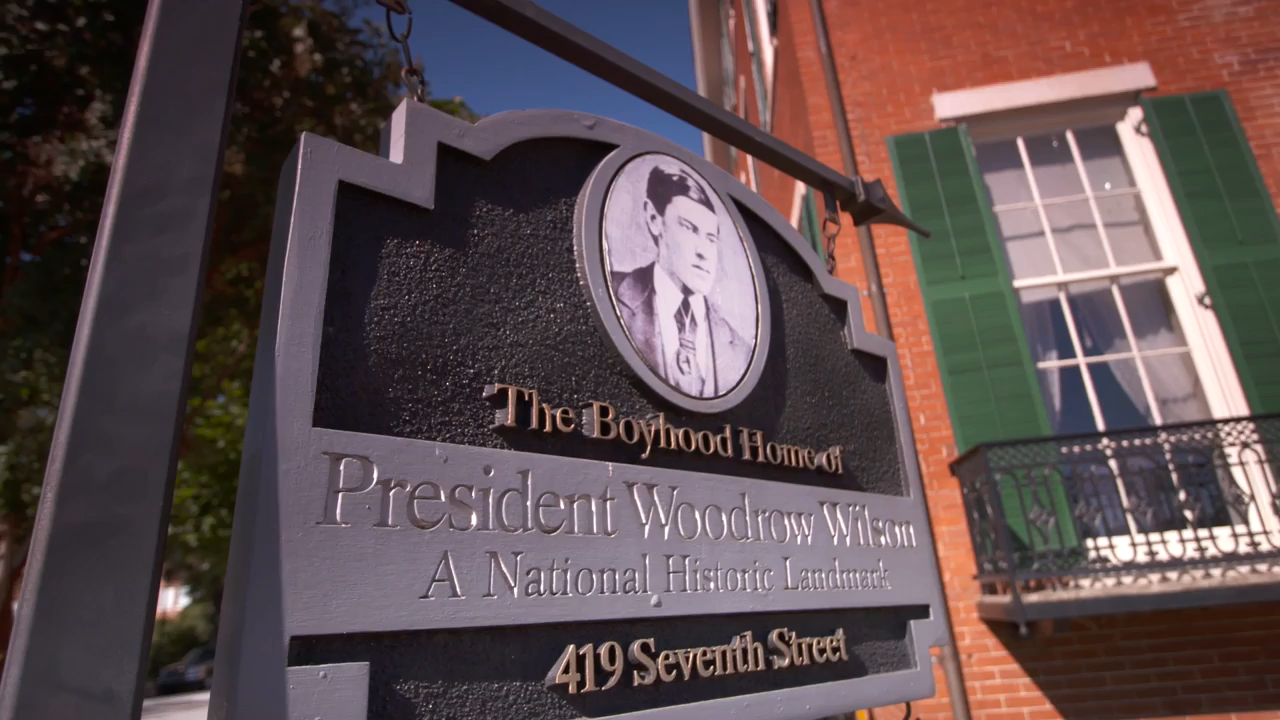 The Boyhood Home of
President Woodrow Wilson
A National Historic Landmark
419 Seventh Street